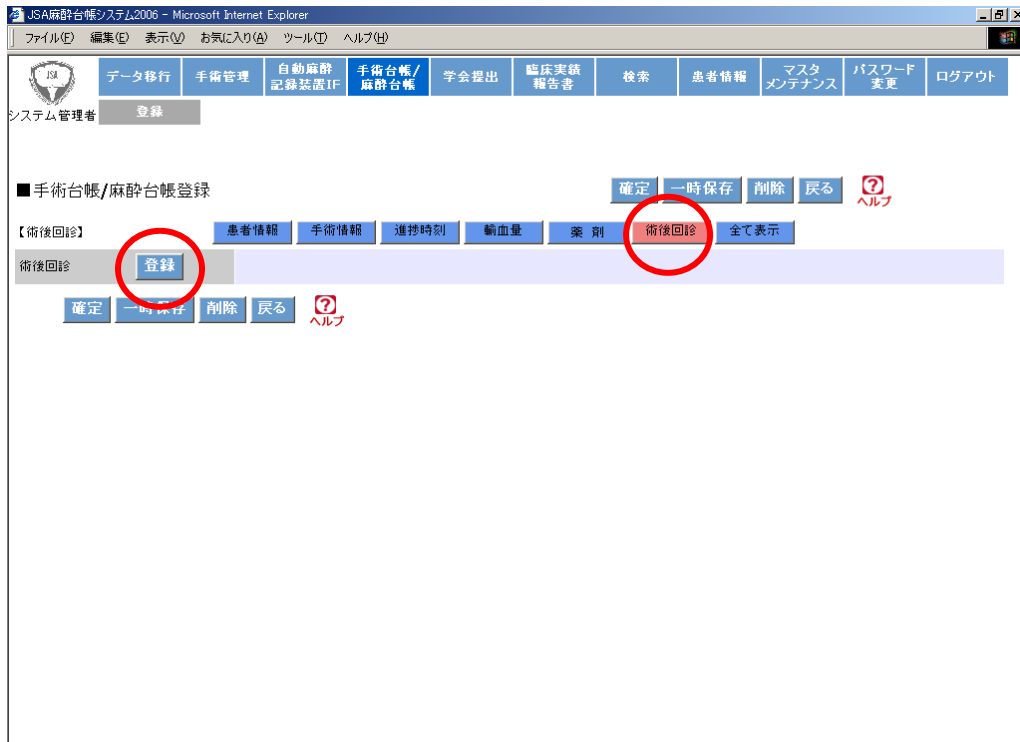 JSA麻酔台帳システム2006 - Microsoft Internet Explorer
ファイル(F) 編集(E) 表示(V) お気に入り(A) ツール(T) ヘルプ(H)
JSA データ移行 手術管理 自動麻酔記録装置IF 手術台帳/麻酔台帳 学会提出 臨床実績報告書 検索 患者情報 マスタメンテナンス パスワード変更 ログアウト
システム管理者 登録
■手術台帳/麻酔台帳登録 確定 一時保存 削除 戻る ヘルプ
【術後回診】 患者情報 手術情報 進捗時刻 輸血量 薬 剤 術後回診 全て表示
術後回診 登録
確定 一時保存 削除 戻る ヘルプ